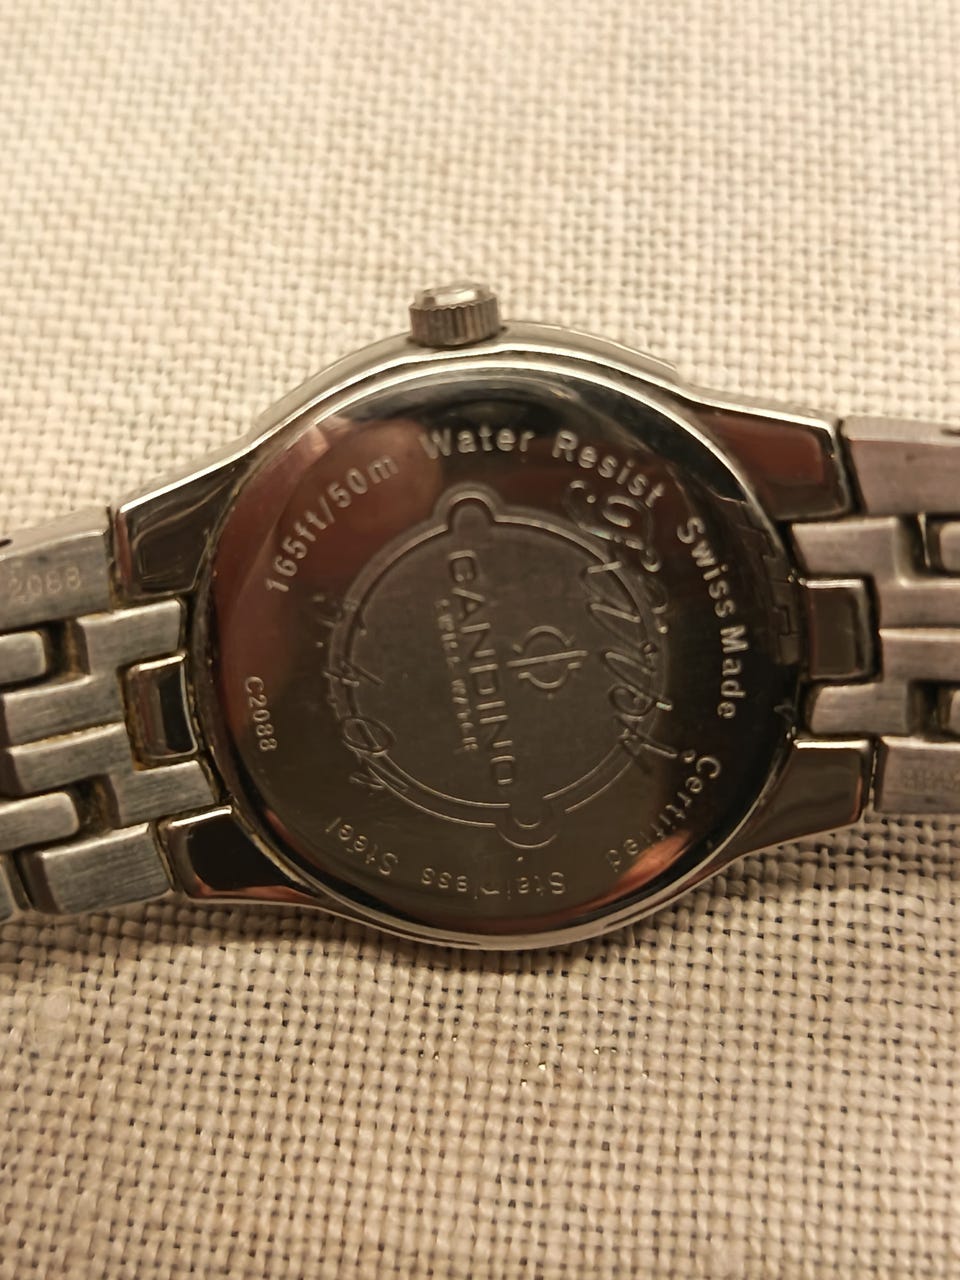 165ft/50m Water Resist Swiss Made Certified Stainless Steel
C2088
CANDINO
2088